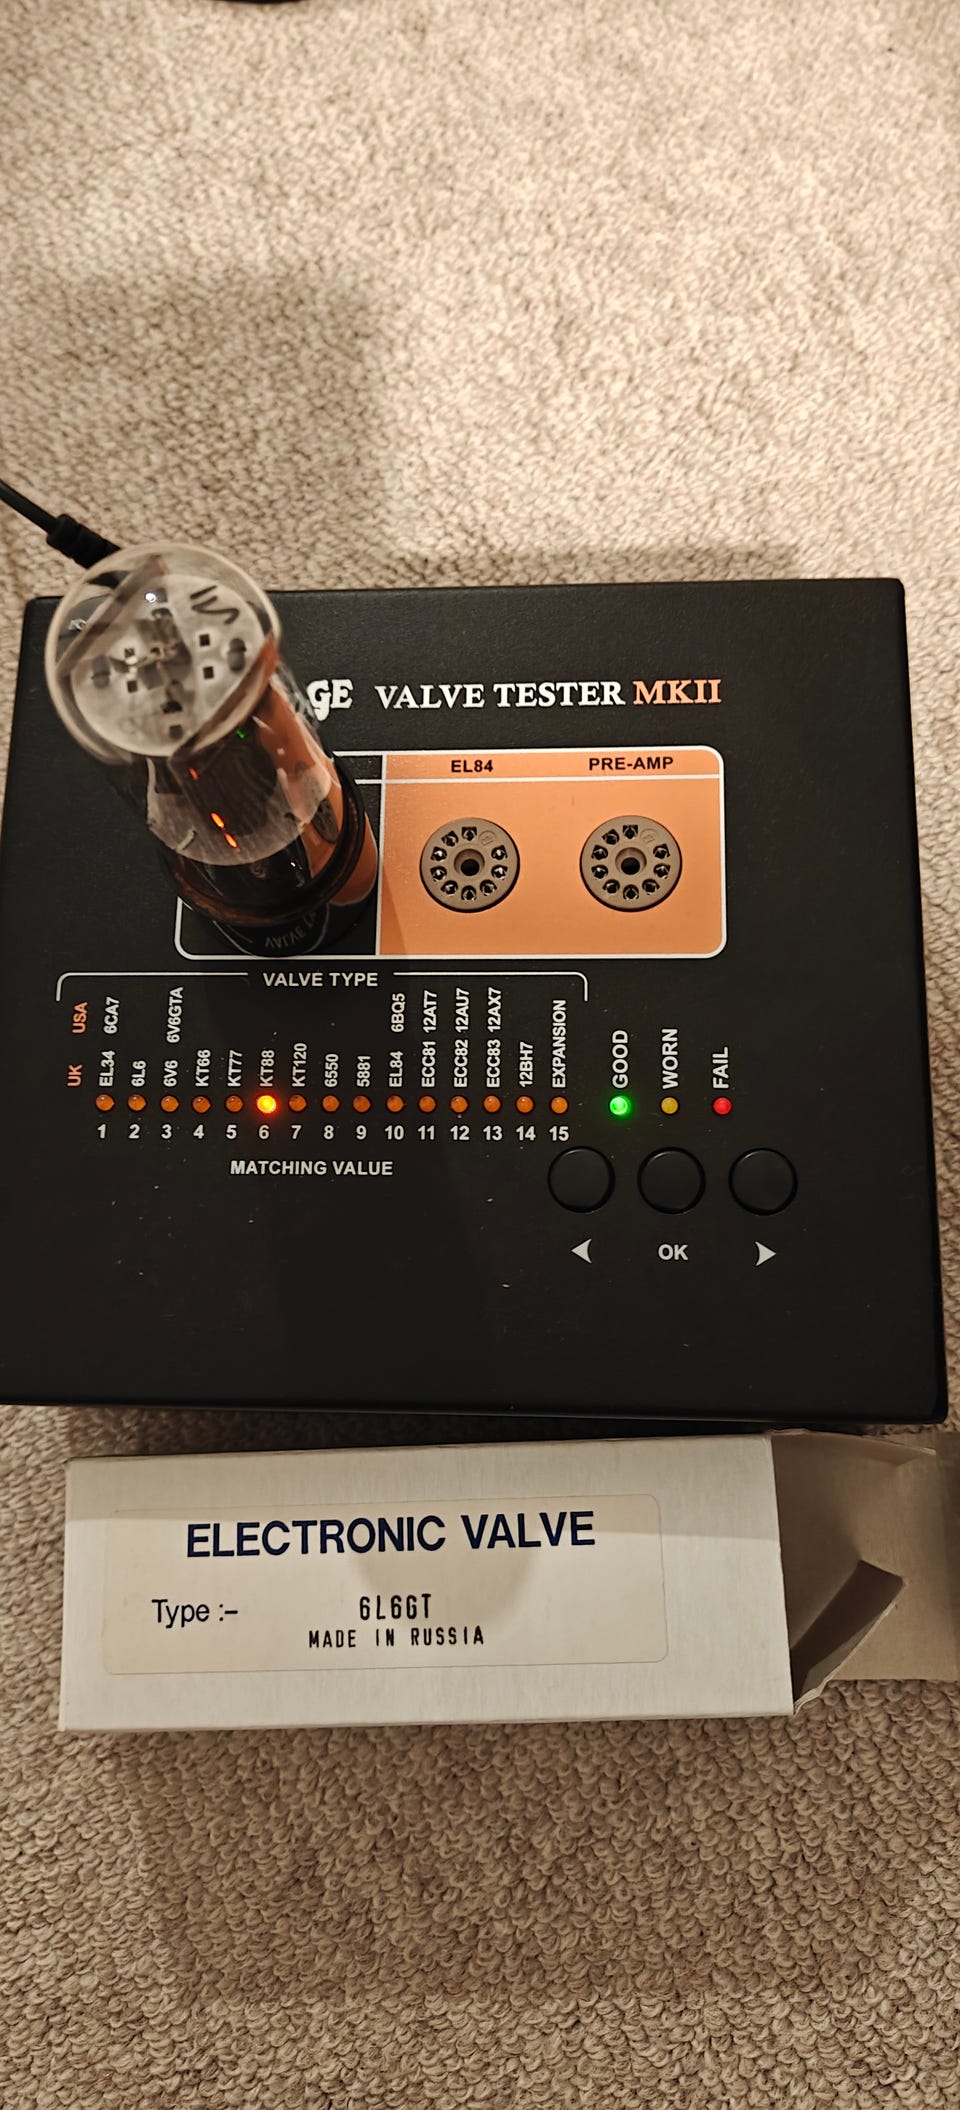 GE VALVE TESTER MKII
EL84 PRE-AMP
VALVE TYPE
USA 6CA7 6V6GTA 6BQ5 12AT7 12AU7 12AX7
UK EL34 6L6 6V6 KT66 KT77 KT88 KT120 6550 5881 EL84 ECC81 ECC82 ECC83 12BH7 EXPANSION GOOD WORN FAIL
1 2 3 4 5 6 7 8 9 10 11 12 13 14 15
MATCHING VALUE
OK
ELECTRONIC VALVE
Type :- 6L6GT
MADE IN RUSSIA